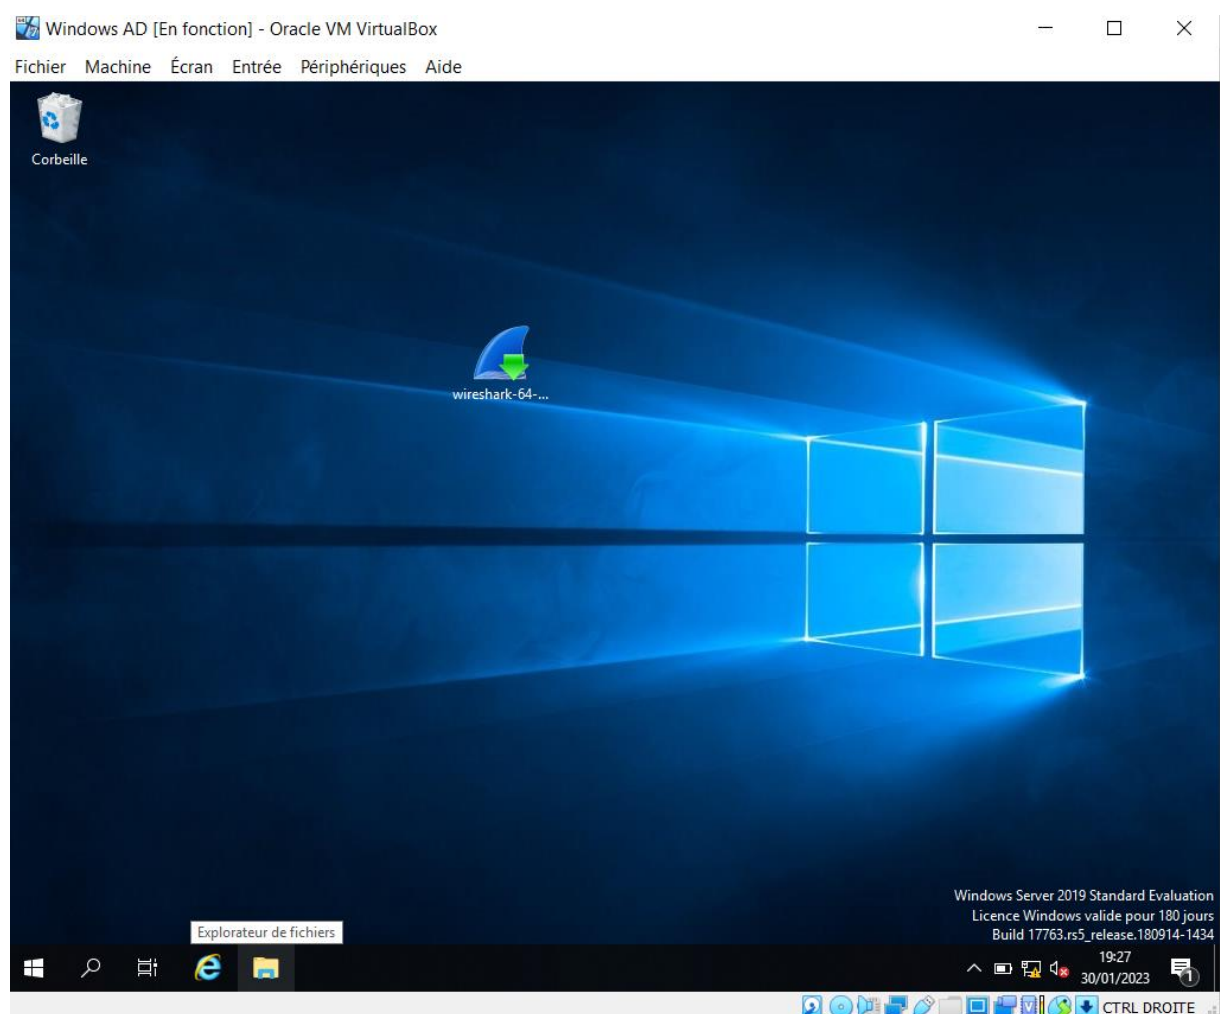 Windows AD [En fonction] - Oracle VM VirtualBox
Fichier Machine Écran Entrée Périphériques Aide
Corbeille
wireshark-64-...
Windows Server 2019 Standard Evaluation
Licence Windows valide pour 180 jours
Build 17763.rs5_release.180914-1434
Explorateur de fichiers
19:27
30/01/2023
1
CTRL DROITE